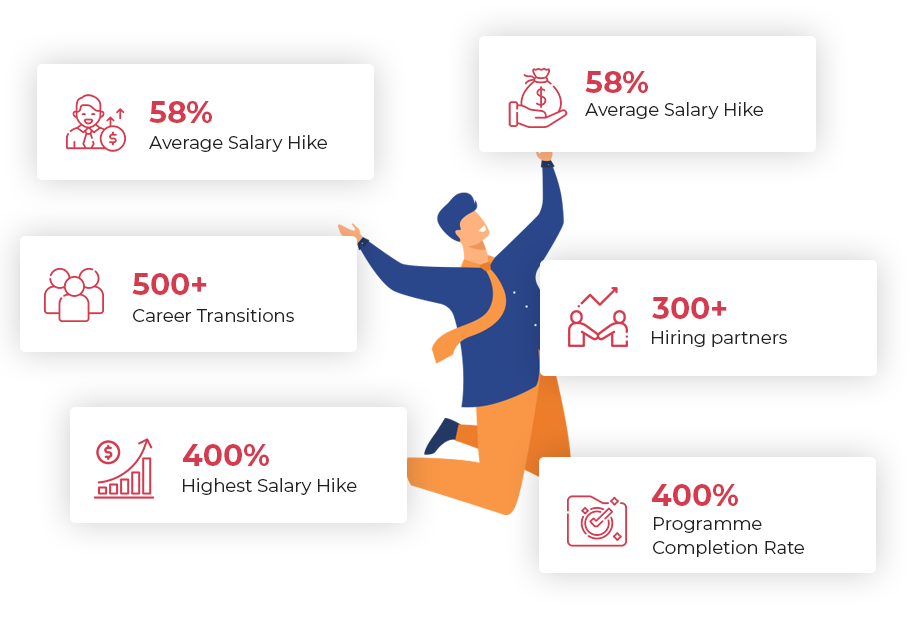 58%
Average Salary Hike
58%
Average Salary Hike
500+
Career Transitions
300+
Hiring partners
400%
Highest Salary Hike
400%
Programme
Completion Rate